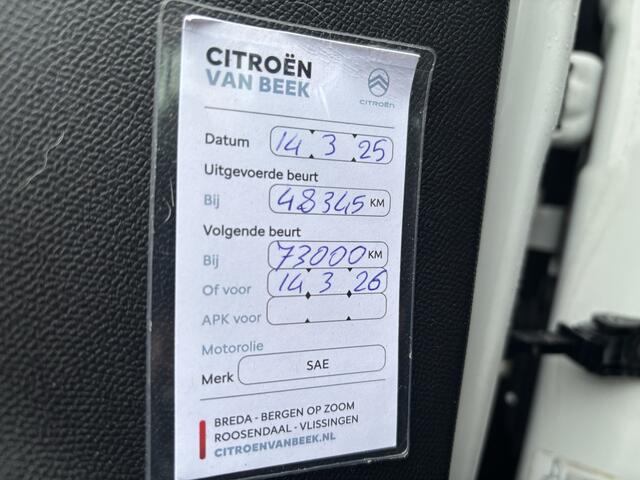 CITROËN
VAN BEEK
CITROËN
Datum 14 3 25
Uitgevoerde beurt
Bij 48345 KM
Volgende beurt
Bij 73000 KM
Of voor 14 3 26
APK voor
Motorolie
Merk SAE
BREDA - BERGEN OP ZOOM
ROOSENDAAL - VLISSINGEN
CITROENVANBEEK.NL